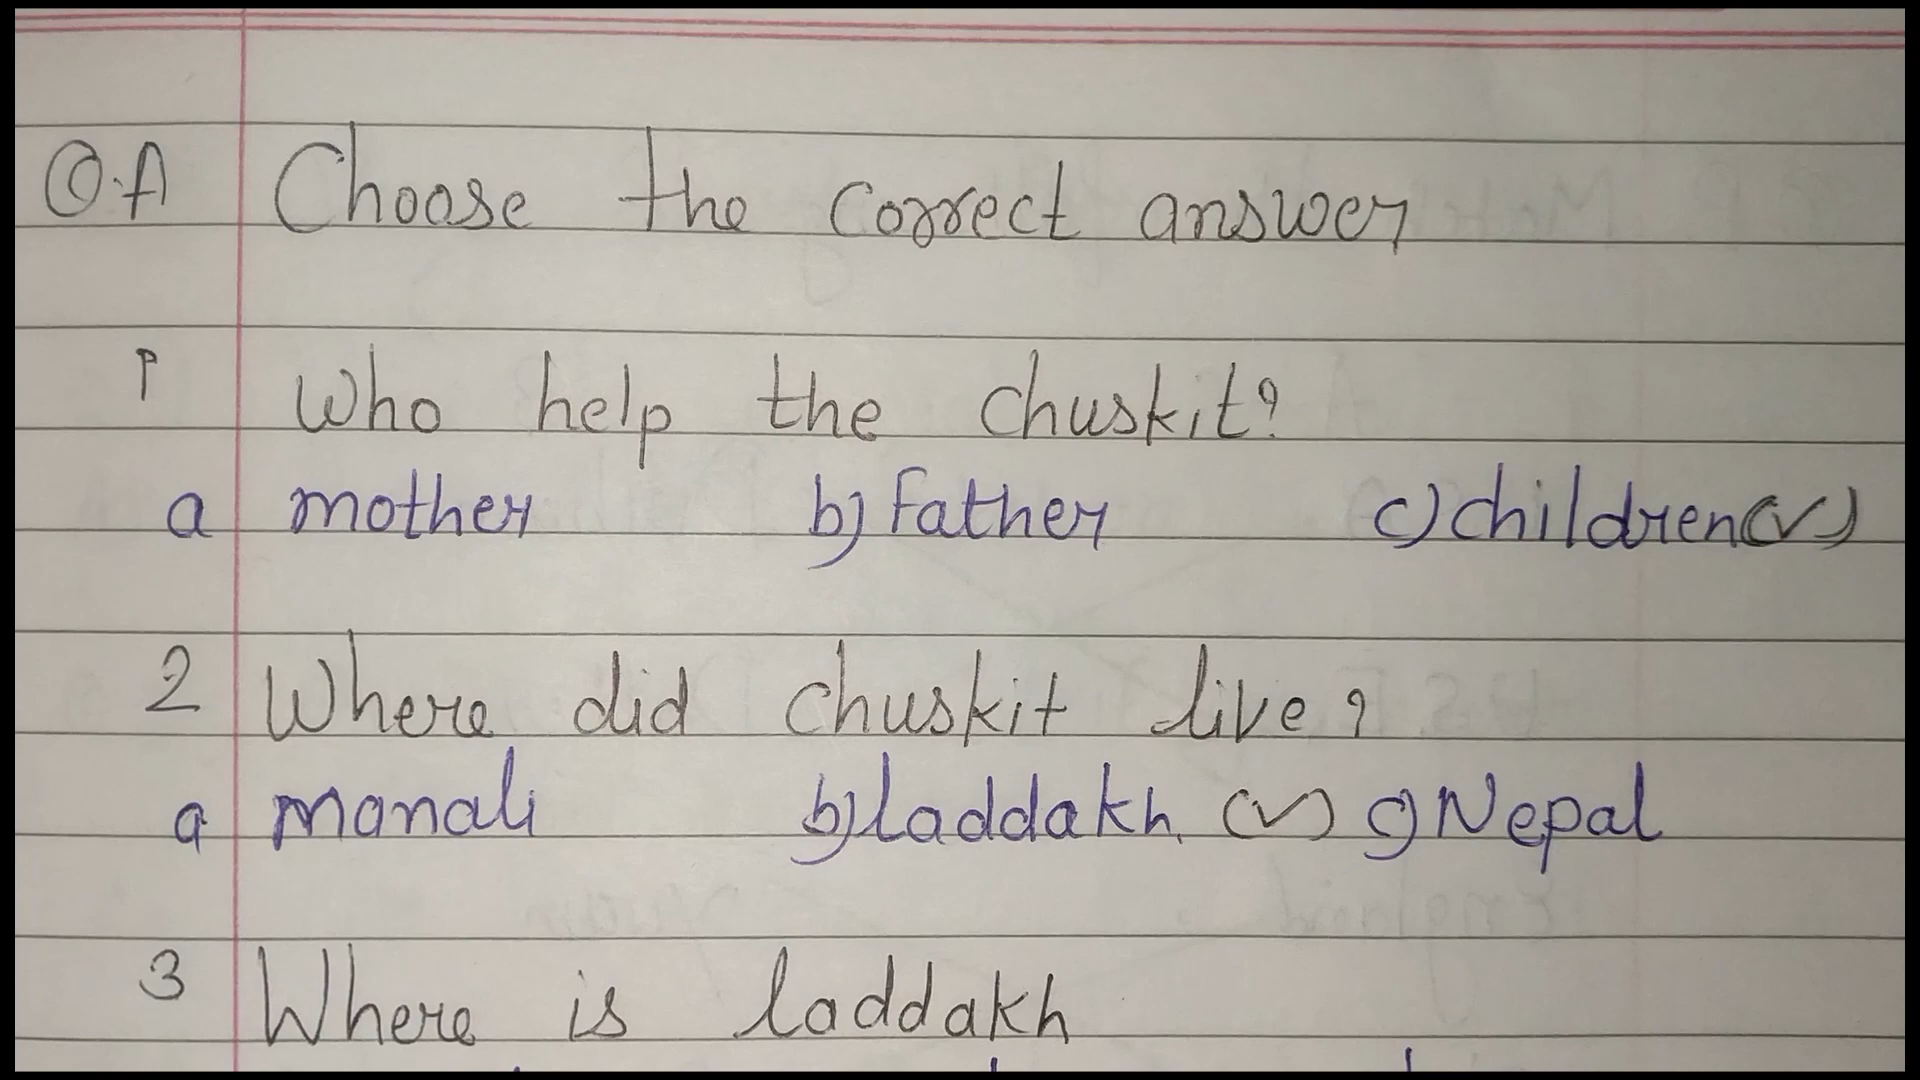 Q.A Choose the correct answer
1 Who help the chuskit?
a mother b) Father c) children (✓)
2 Where did chuskit live?
a manali b) laddakh (✓) c) Nepal
3 Where is laddakh